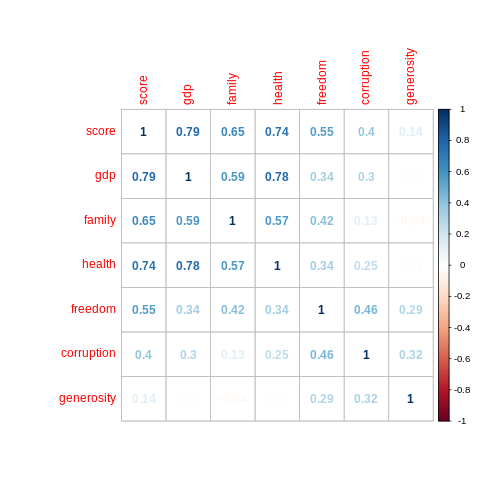 score gdp family health freedom corruption generosity
score 1 0.79 0.65 0.74 0.55 0.4 0.14
gdp 0.79 1 0.59 0.78 0.34 0.3
family 0.65 0.59 1 0.57 0.42 0.13 -0.04
health 0.74 0.78 0.57 1 0.34 0.25
freedom 0.55 0.34 0.42 0.34 1 0.46 0.29
corruption 0.4 0.3 0.13 0.25 0.46 1 0.32
generosity 0.14 -0.04 0.29 0.32 1
1
0.8
0.6
0.4
0.2
0
-0.2
-0.4
-0.6
-0.8
-1